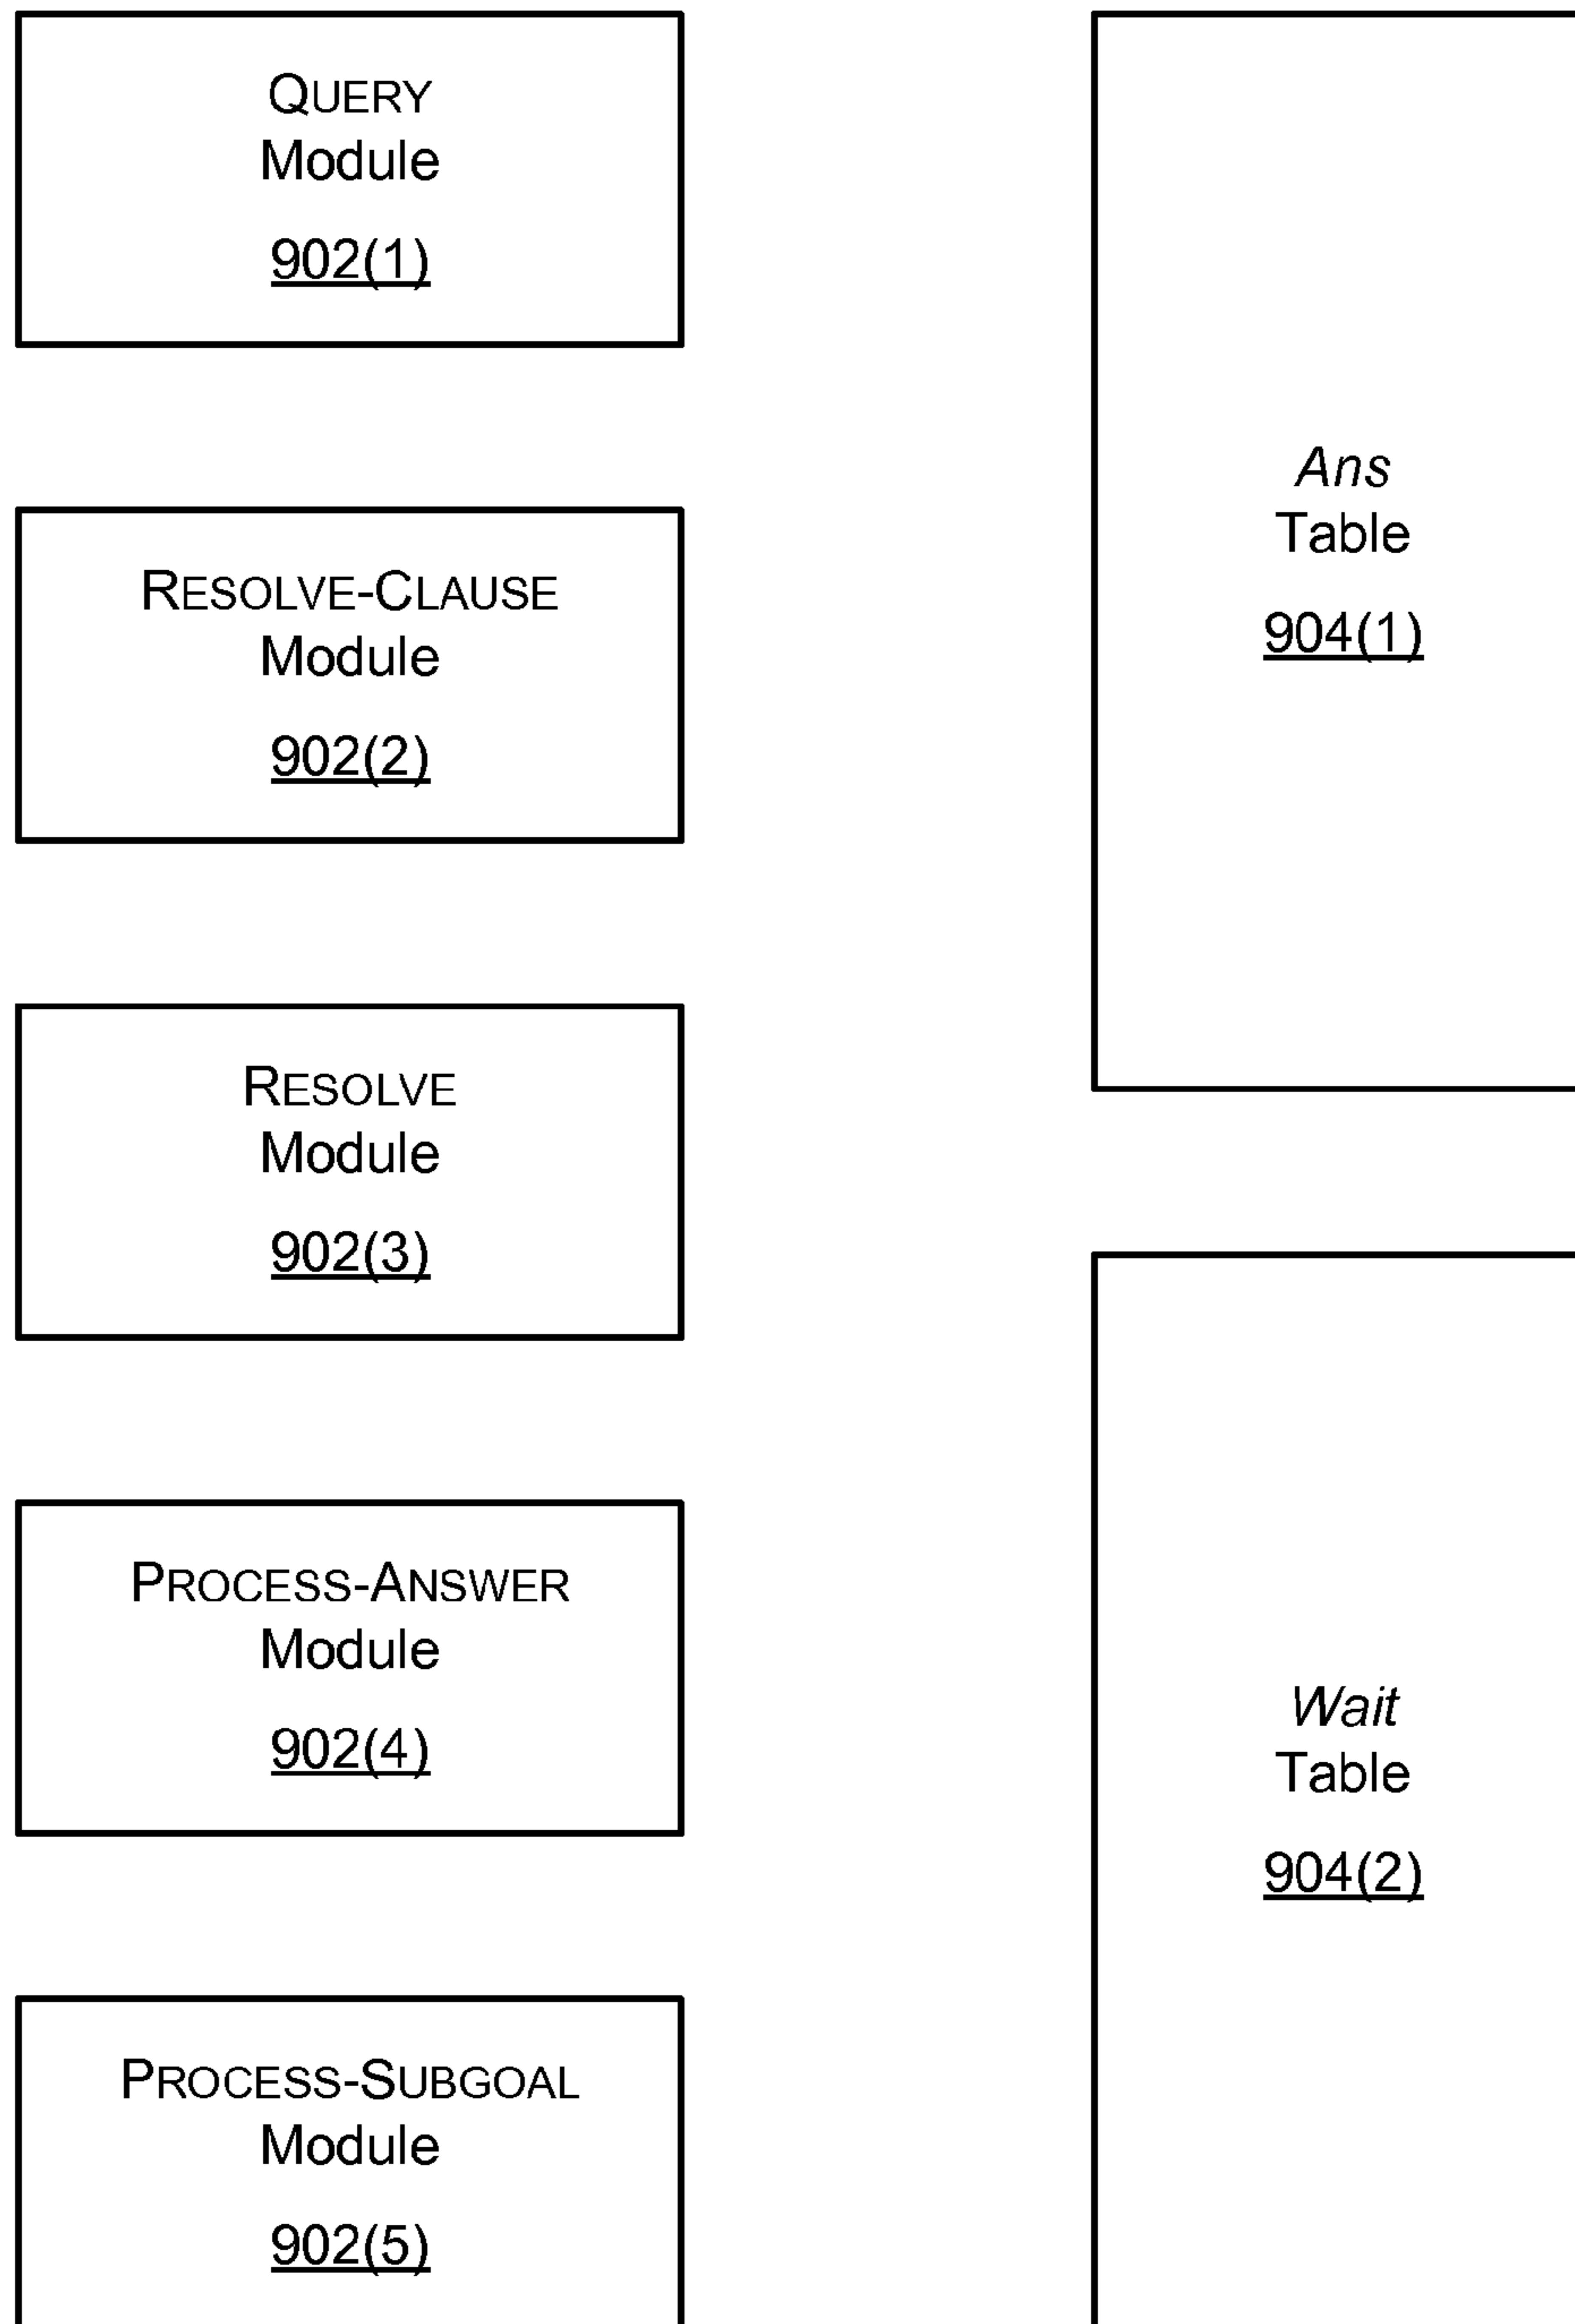 QUERY
Module
902(1)
RESOLVE-CLAUSE
Module
902(2)
RESOLVE
Module
902(3)
PROCESS-ANSWER
Module
902(4)
PROCESS-SUBGOAL
Module
902(5)
Ans
Table
904(1)
Wait
Table
904(2)